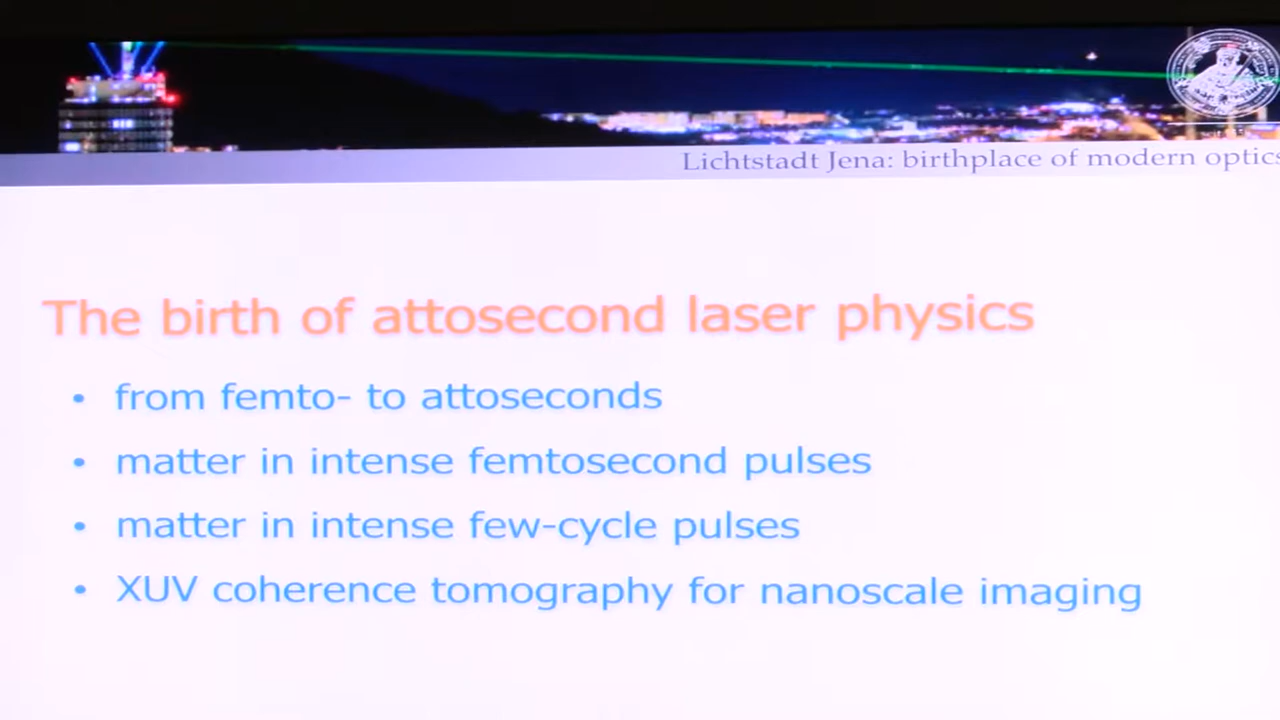 Lichtstadt Jena: birthplace of modern optics
The birth of attosecond laser physics
• from femto- to attoseconds
• matter in intense femtosecond pulses
• matter in intense few-cycle pulses
• XUV coherence tomography for nanoscale imaging